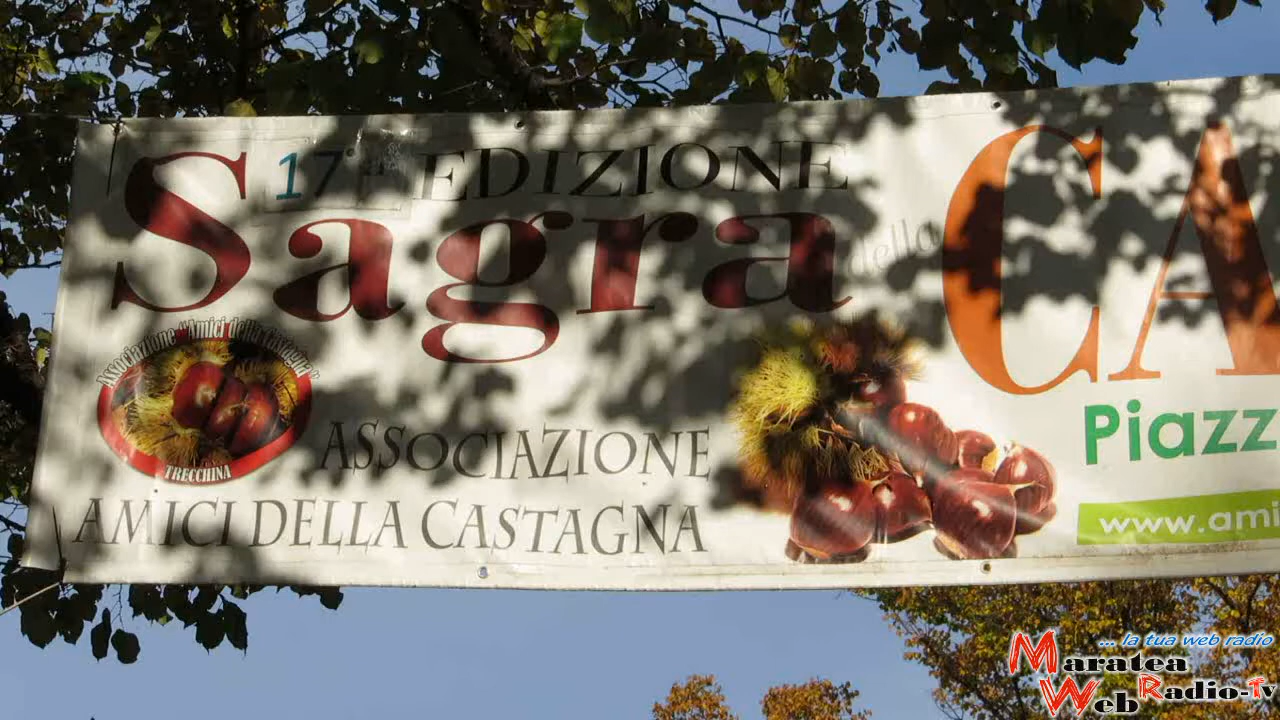 17ª EDIZIONE
Sagra della CA
Associazione "Amici della Castagna"
TRECCHINA
ASSOCIAZIONE
AMICI DELLA CASTAGNA
Piazz
www.ami
... la tua web radio
Maratea
Web Radio-Tv